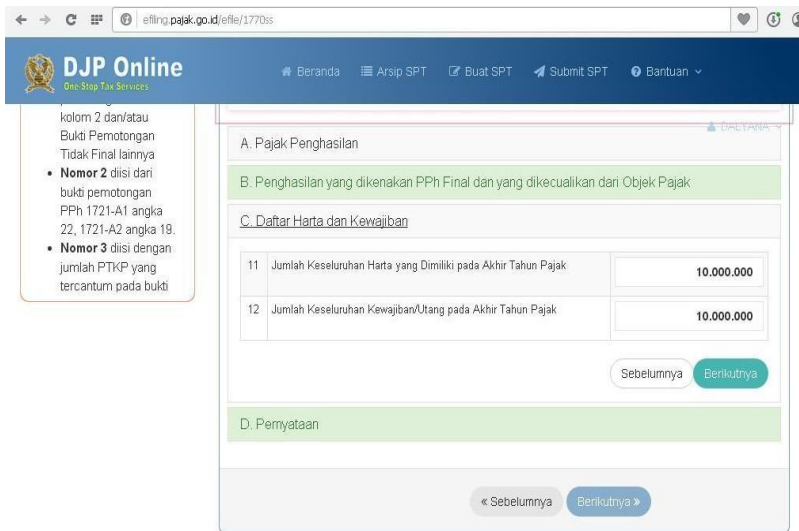 efiling.pajak.go.id/efile/1770ss
DJP Online
One-Stop Tax Services
Beranda
Arsip SPT
Buat SPT
Submit SPT
Bantuan
DALYANA
kolom 2 dan/atau
Bukti Pemotongan
Tidak Final lainnya
• Nomor 2 diisi dari
bukti pemotongan
PPh 1721-A1 angka
22, 1721-A2 angka 19.
• Nomor 3 diisi dengan
jumlah PTKP yang
tercantum pada bukti
A. Pajak Penghasilan
B. Penghasilan yang dikenakan PPh Final dan yang dikecualikan dari Objek Pajak
C. Daftar Harta dan Kewajiban
11 Jumlah Keseluruhan Harta yang Dimiliki pada Akhir Tahun Pajak 10.000.000
12 Jumlah Keseluruhan Kewajiban/Utang pada Akhir Tahun Pajak 10.000.000
Sebelumnya Berikutnya
D. Pernyataan
« Sebelumnya Berikutnya »